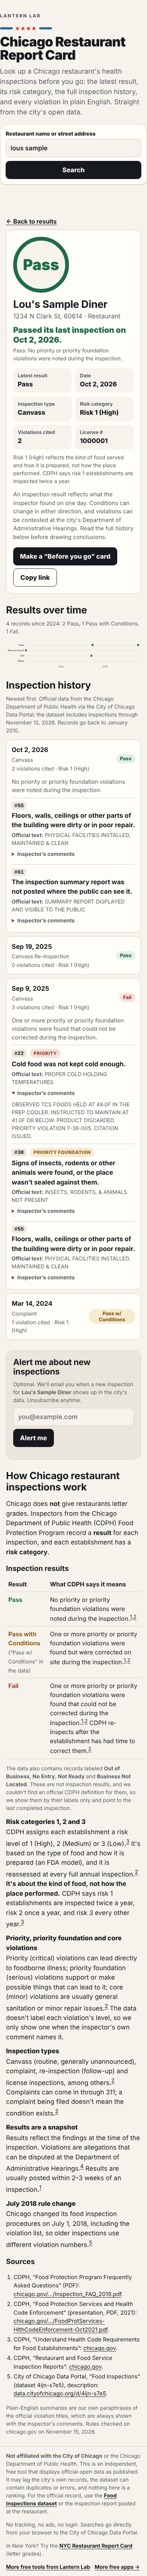 LANTERN LAB
Chicago Restaurant
Report Card
Look up a Chicago restaurant's health
inspections before you go: the latest result,
its risk category, the full inspection history,
and every violation in plain English. Straight
from the city's open data.
Restaurant name or street address
lous sample
Search
← Back to results
Pass
Lou's Sample Diner
1234 N Clark St, 60614 · Restaurant
Passed its last inspection on
Oct 2, 2026.
Pass: No priority or priority foundation
violations were noted during the inspection.
Latest result
Pass
Date
Oct 2, 2026
Inspection type
Canvass
Risk category
Risk 1 (High)
Violations cited
2
License #
1000001
Risk 1 (High) reflects the kind of food served
and how it is prepared, not how the place
performed. CDPH says risk 1 establishments
are inspected twice a year.
An inspection reflects what the
inspector found on one day. Conditions can
change in either direction, and violations can
be contested at the city's Department of
Administrative Hearings. Read the full history
below before drawing conclusions.
Make a “Before you go” card
Copy link
Results over time
4 records since 2024: 2 Pass, 1 Pass with Conditions,
1 Fail.
Inspection history
Newest first. Official data from the Chicago
Department of Public Health via the City of Chicago
Data Portal; the dataset includes inspections through
November 12, 2026. Records go back to January
2010.
Oct 2, 2026
Canvass
2 violations cited · Risk 1 (High)
Pass
No priority or priority foundation violations
were noted during the inspection.
#55
Floors, walls, ceilings or other parts of
the building were dirty or in poor repair.
Official text: PHYSICAL FACILITIES INSTALLED,
MAINTAINED & CLEAN
▶ Inspector's comments
#61
The inspection summary report was
not posted where the public can see it.
Official text: SUMMARY REPORT DISPLAYED
AND VISIBLE TO THE PUBLIC
▶ Inspector's comments
Sep 19, 2025
Canvass Re-Inspection
0 violations cited · Risk 1 (High)
Pass
Sep 9, 2025
Canvass
3 violations cited · Risk 1 (High)
Fail
One or more priority or priority foundation
violations were found that could not be
corrected during the inspection.
#22 PRIORITY
Cold food was not kept cold enough.
Official text: PROPER COLD HOLDING
TEMPERATURES
▼ Inspector's comments
OBSERVED TCS FOODS HELD AT 48.0F IN THE
PREP COOLER. INSTRUCTED TO MAINTAIN AT
41.0F OR BELOW. PRODUCT DISCARDED.
PRIORITY VIOLATION 7-38-005. CITATION
ISSUED.
#38 PRIORITY FOUNDATION
Signs of insects, rodents or other
animals were found, or the place
wasn't sealed against them.
Official text: INSECTS, RODENTS, & ANIMALS
NOT PRESENT
▶ Inspector's comments
#55
Floors, walls, ceilings or other parts of
the building were dirty or in poor repair.
Official text: PHYSICAL FACILITIES INSTALLED,
MAINTAINED & CLEAN
▶ Inspector's comments
Mar 14, 2024
Complaint
1 violation cited · Risk 1
(High)
Pass w/
Conditions
Alert me about new
inspections
Optional. We'll email you when a new inspection
for Lou's Sample Diner shows up in the city's
data. Unsubscribe anytime.
you@example.com
Alert me
How Chicago restaurant
inspections work
Chicago does not give restaurants letter
grades. Inspectors from the Chicago
Department of Public Health (CDPH) Food
Protection Program record a result for each
inspection, and each establishment has a
risk category.
Inspection results
Result What CDPH says it means
Pass
No priority or priority
foundation violations were
noted during the inspection.1,2
Pass with
Conditions
("Pass w/
Conditions" in
the data)
One or more priority or priority
foundation violations were
found but were corrected on
site during the inspection.1,2
Fail
One or more priority or priority
foundation violations were
found that could not be
corrected during the
inspection.1,2 CDPH re-
inspects after the
establishment has had time to
correct them.2
The data also contains records labeled Out of
Business, No Entry, Not Ready and Business Not
Located. These are not inspection results, and we
couldn't find an official CDPH definition for them, so
we show them by their labels only and point to the
last completed inspection.
Risk categories 1, 2 and 3
CDPH assigns each establishment a risk
level of 1 (High), 2 (Medium) or 3 (Low).3 It's
based on the type of food and how it is
prepared (an FDA model), and it is
reassessed at every full annual inspection.2
It's about the kind of food, not how the
place performed. CDPH says risk 1
establishments are inspected twice a year,
risk 2 once a year, and risk 3 every other
year.3
Priority, priority foundation and core
violations
Priority (critical) violations can lead directly
to foodborne illness; priority foundation
(serious) violations support or make
possible things that can lead to it; core
(minor) violations are usually general
sanitation or minor repair issues.2 The data
doesn't label each violation's level, so we
only show one when the inspector's own
comment names it.
Inspection types
Canvass (routine, generally unannounced),
complaint, re-inspection (follow-up) and
license inspections, among others.2
Complaints can come in through 311; a
complaint being filed doesn't mean the
condition exists.2
Results are a snapshot
Results reflect the findings at the time of the
inspection. Violations are allegations that
can be disputed at the Department of
Administrative Hearings.4 Results are
usually posted within 2–3 weeks of an
inspection.1
July 2018 rule change
Chicago changed its food inspection
procedures on July 1, 2018, including the
violation list, so older inspections use
different violation numbers.5
Sources
1. CDPH, "Food Protection Program Frequently
Asked Questions" (PDF):
chicago.gov/.../Inspection_FAQ_2019.pdf.
2. CDPH, "Food Protection Services and Health
Code Enforcement" (presentation, PDF, 2021):
chicago.gov/.../FoodProtServices-
HlthCodeEnforcement-Oct2021.pdf.
3. CDPH, "Understand Health Code Requirements
for Food Establishments": chicago.gov.
4. CDPH, "Restaurant and Food Service
Inspection Reports": chicago.gov.
5. City of Chicago Data Portal, "Food Inspections"
(dataset 4ijn-s7e5), description:
data.cityofchicago.org/d/4ijn-s7e5.
Plain-English summaries are our own paraphrases of
the official violation titles, which are always shown
with the inspector's comments. Rules checked on
chicago.gov on November 15, 2026.
Not affiliated with the City of Chicago or the Chicago
Department of Public Health. This is an independent,
free tool that displays official open data as published.
It may lag the city's own records, the dataset can
contain duplicates or errors, and nothing here is a
ranking. For the official record, use the Food
Inspections dataset or the inspection report posted
at the restaurant.
No tracking, no ads, no login. Searches go directly
from your browser to the City of Chicago Data Portal.
In New York? Try the NYC Restaurant Report Card
(letter grades).
More free tools from Lantern Lab More free apps →